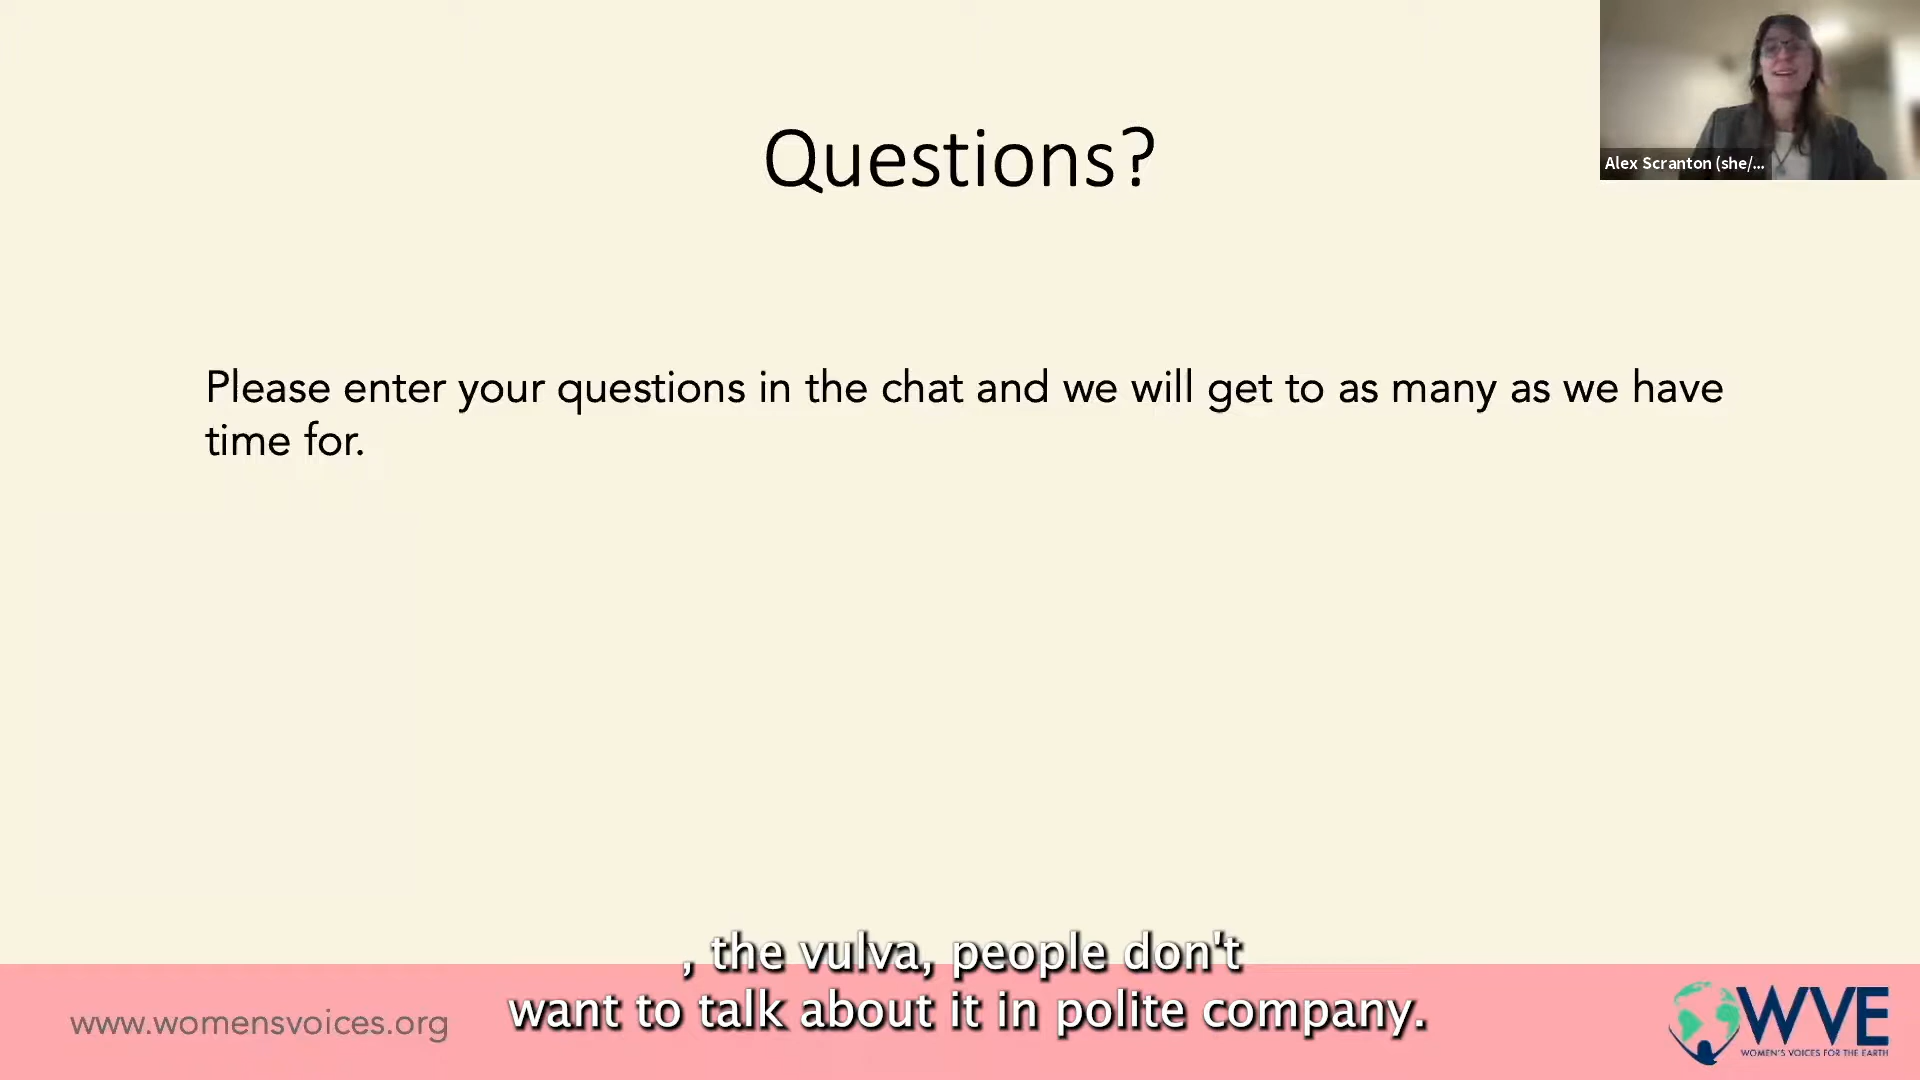 Questions?
Alex Scranton (she/...
Please enter your questions in the chat and we will get to as many as we have
time for.
, the vulva, people don't
want to talk about it in polite company.
www.womensvoices.org
WVE
WOMEN'S VOICES FOR THE EARTH